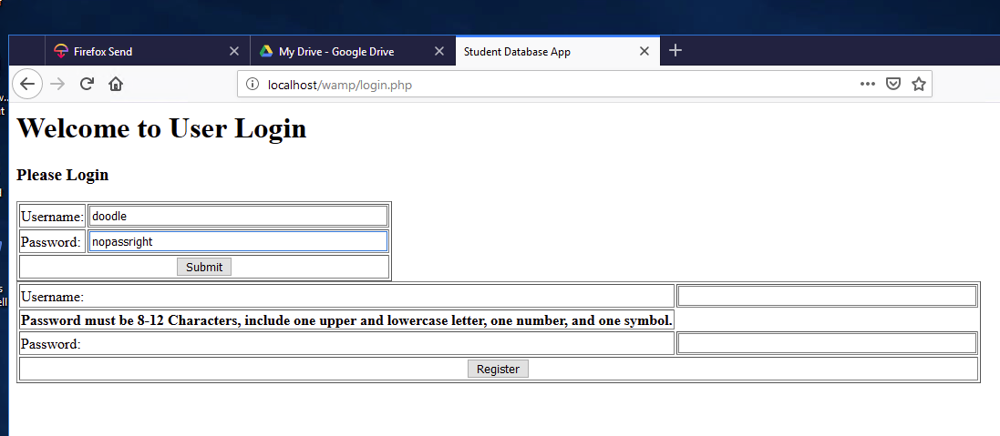 Firefox Send
My Drive - Google Drive
Student Database App
localhost/wamp/login.php
Welcome to User Login
Please Login
Username: doodle
Password: nopassright
Submit
Username:
Password must be 8-12 Characters, include one upper and lowercase letter, one number, and one symbol.
Password:
Register